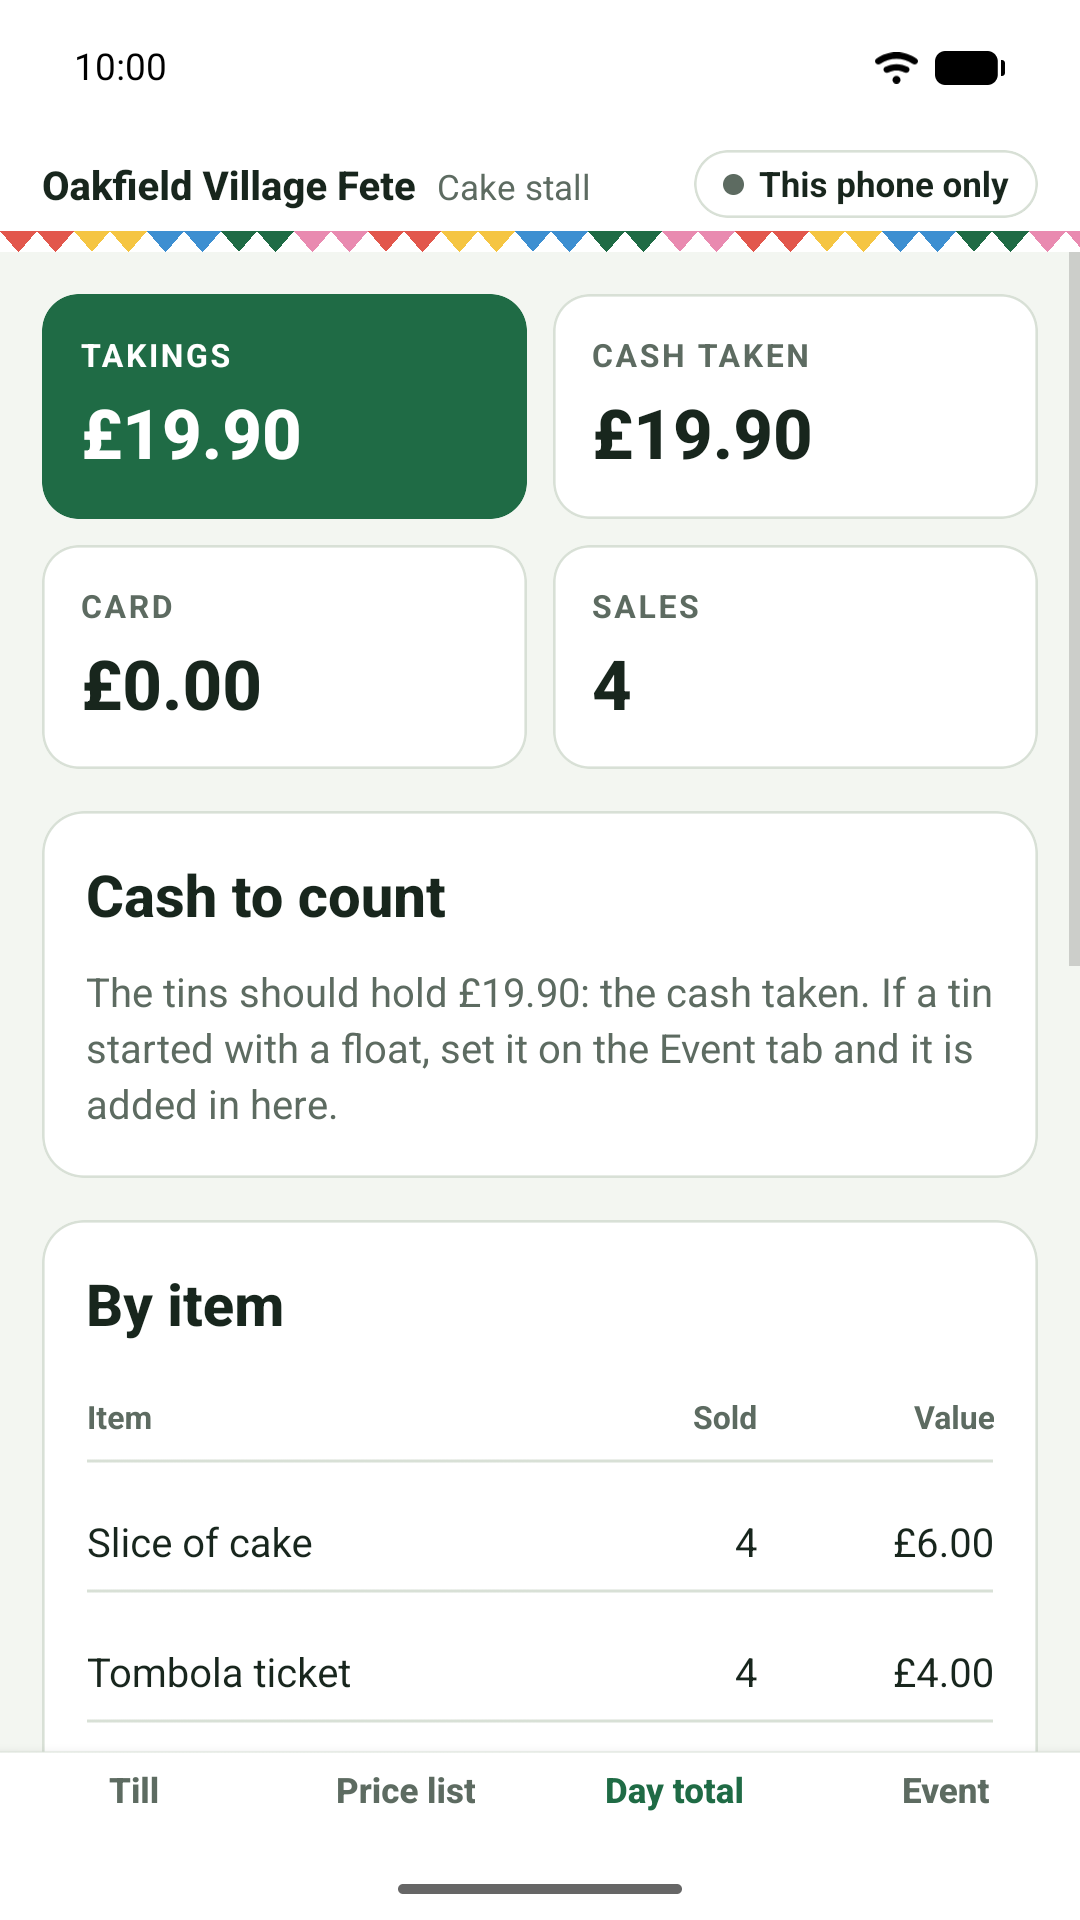 10:00
Oakfield Village Fete Cake stall
This phone only
TAKINGS
£19.90
CASH TAKEN
£19.90
CARD
£0.00
SALES
4
Cash to count
The tins should hold £19.90: the cash taken. If a tin
started with a float, set it on the Event tab and it is
added in here.
By item
Item Sold Value
Slice of cake 4 £6.00
Tombola ticket 4 £4.00
Till Price list Day total Event